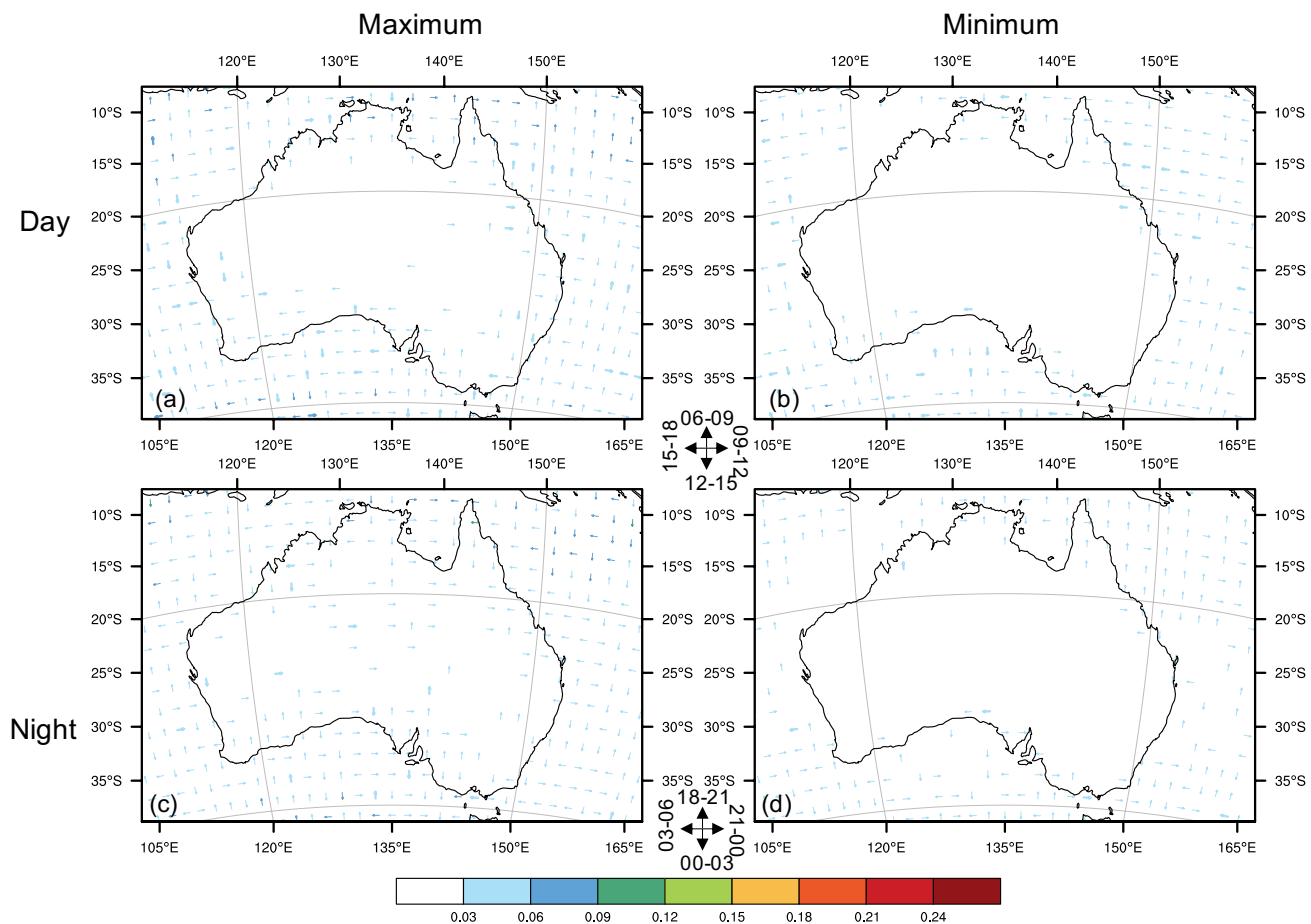 Maximum Minimum
120°E 130°E 140°E 150°E 120°E 130°E 140°E 150°E
10°S 10°S 10°S 10°S
15°S 15°S 15°S 15°S
Day
20°S 20°S 20°S 20°S
25°S 25°S 25°S 25°S
30°S 30°S 30°S 30°S
35°S 35°S 35°S 35°S
(a) (b)
105°E 120°E 135°E 150°E 165°E 105°E 120°E 135°E 150°E 165°E
06-09
15-18 09-12
12-15
120°E 130°E 140°E 150°E 120°E 130°E 140°E 150°E
10°S 10°S 10°S 10°S
15°S 15°S 15°S 15°S
20°S 20°S 20°S 20°S
25°S 25°S 25°S 25°S
Night
30°S 30°S 30°S 30°S
35°S 35°S 35°S 35°S
(c) (d)
18-21
03-06 21-00
00-03
105°E 120°E 135°E 150°E 165°E 105°E 120°E 135°E 150°E 165°E
0.03 0.06 0.09 0.12 0.15 0.18 0.21 0.24